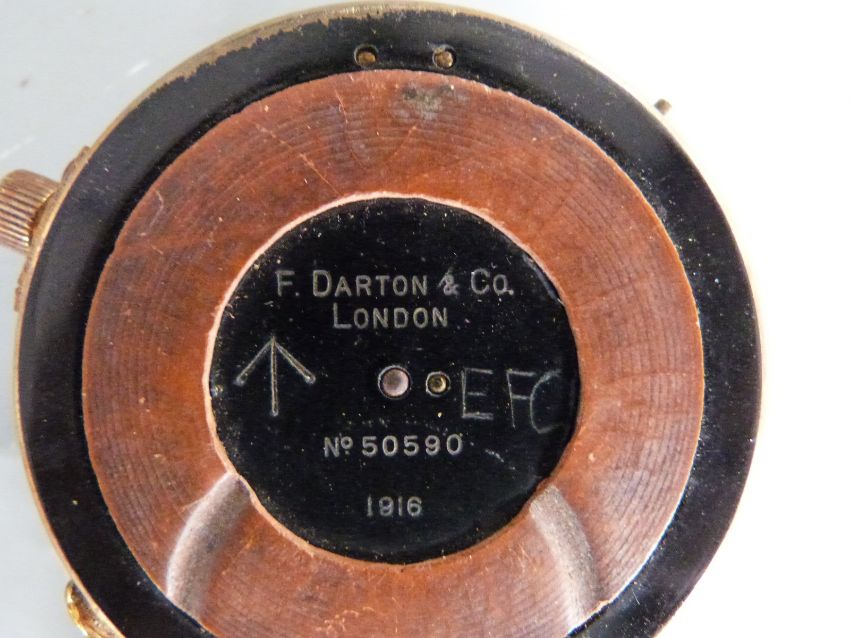 F. DARTON & CO.
LONDON
EFC
Nº 50590
1916